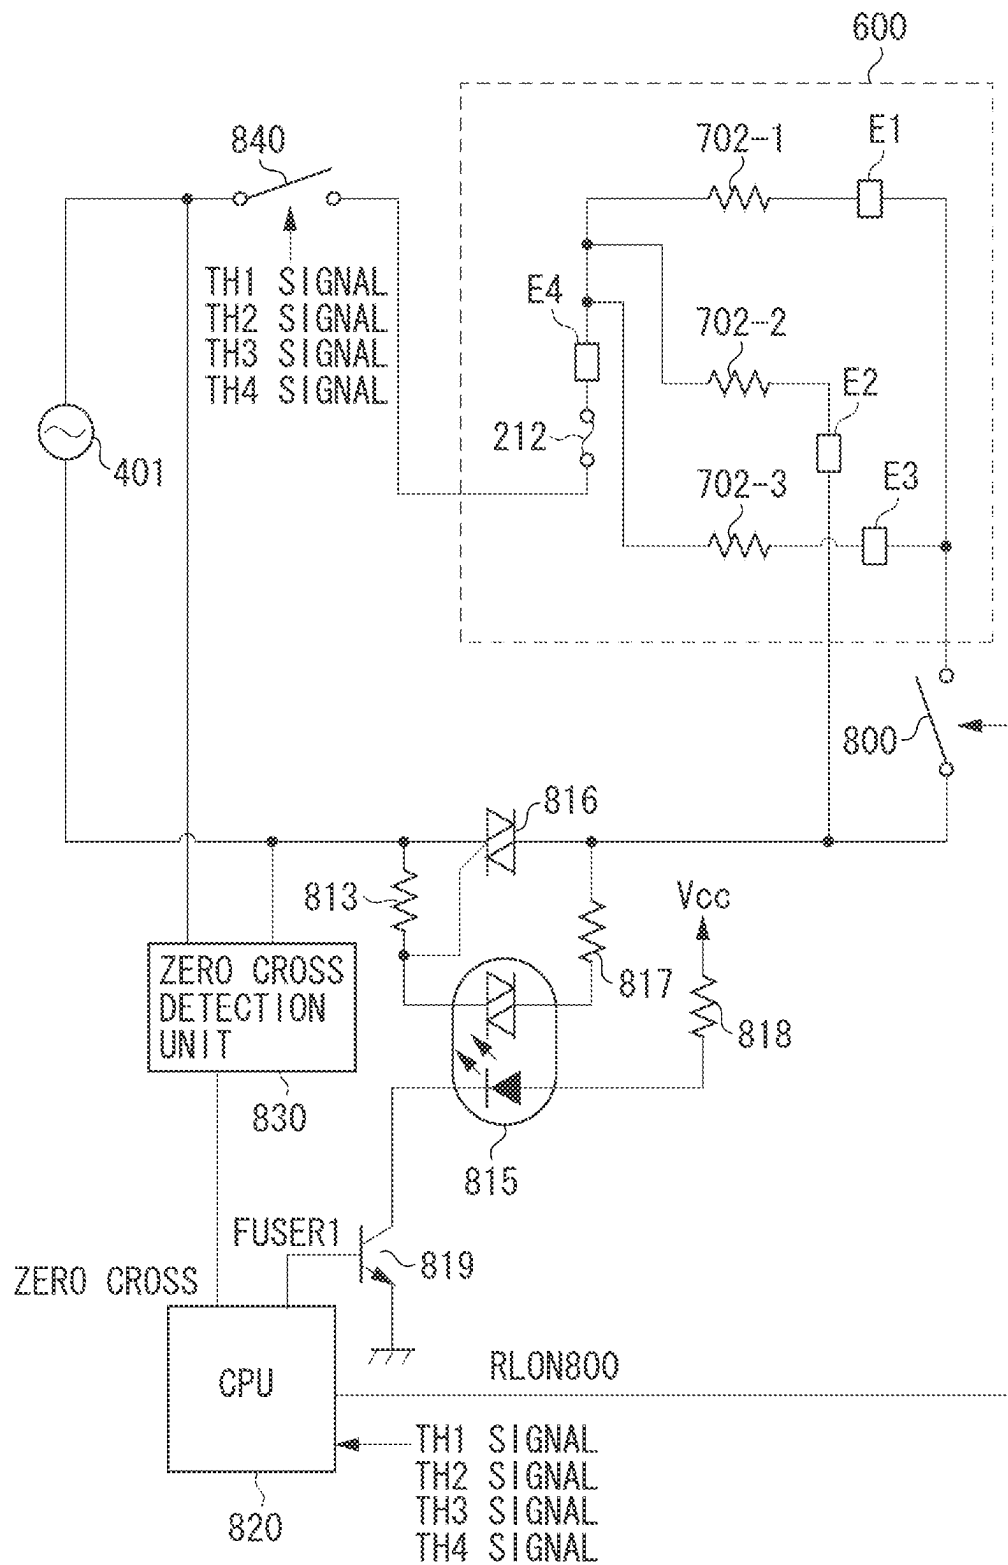 600
840
702-1
E1
TH1 SIGNAL
TH2 SIGNAL
TH3 SIGNAL
TH4 SIGNAL
E4
702-2
E2
401
212
702-3
E3
800
816
813
Vcc
ZERO CROSS
DETECTION
UNIT
817
818
830
815
FUSER1
819
ZERO CROSS
CPU
RLON800
TH1 SIGNAL
TH2 SIGNAL
TH3 SIGNAL
TH4 SIGNAL
820